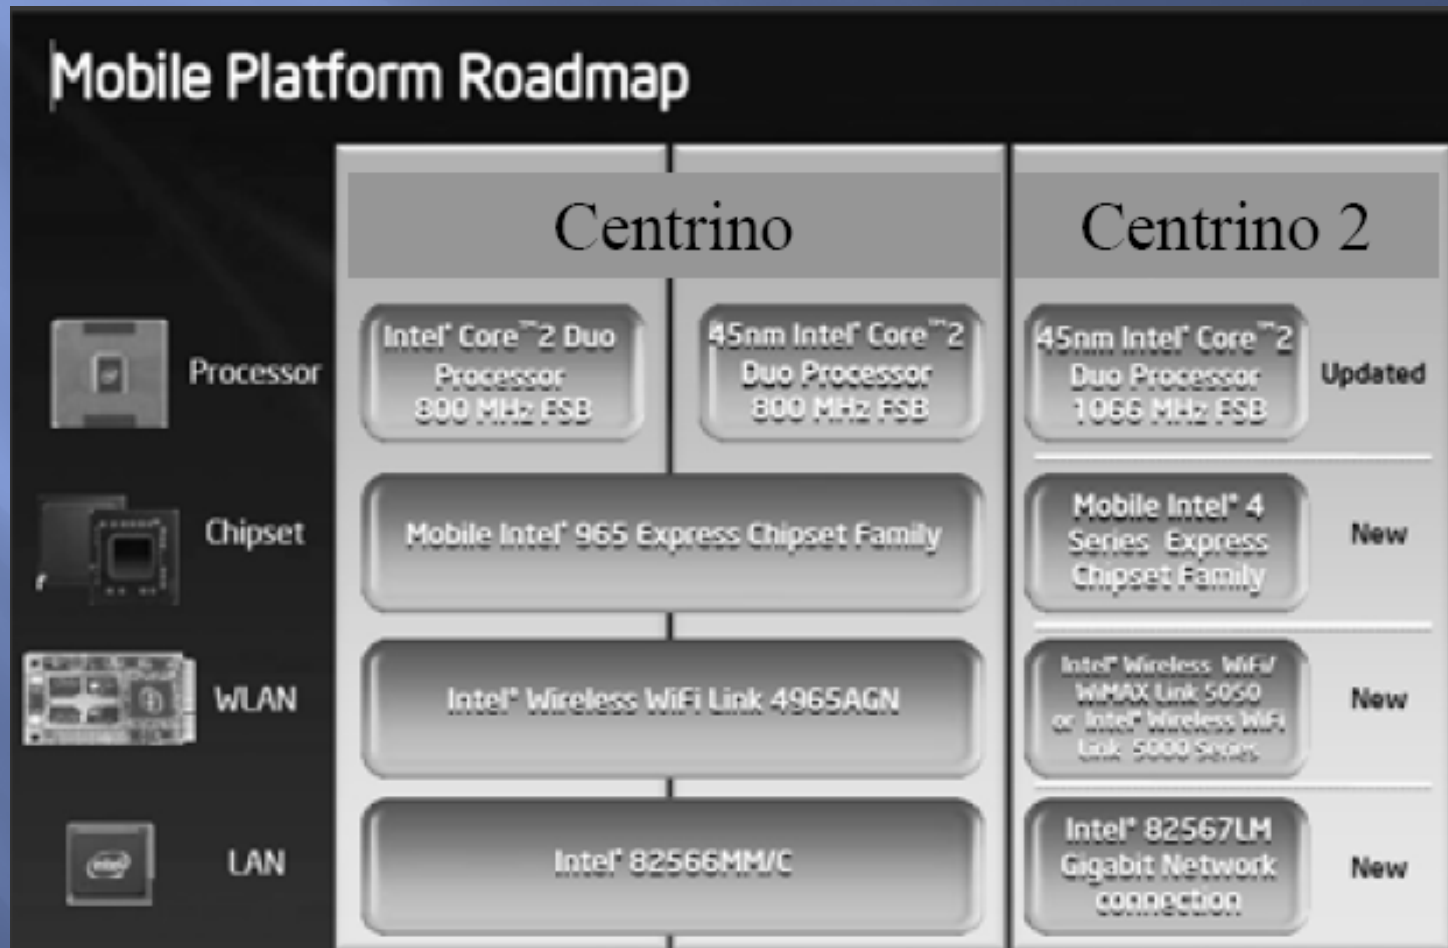 Mobile Platform Roadmap
Centrino
Centrino 2
Processor
Intel® Core™2 Duo
Processor
800 MHz FSB
45nm Intel® Core™2
Duo Processor
800 MHz FSB
45nm Intel® Core™2
Duo Processor
1066 MHz FSB
Updated
Chipset
Mobile Intel® 965 Express Chipset Family
Mobile Intel® 4
Series Express
Chipset Family
New
WLAN
Intel® Wireless WiFi Link 4965AGN
Intel® Wireless WiFi/
WiMAX Link 5050
or Intel® Wireless WiFi
Link 5000 Series
New
LAN
intel
Intel® 82566MM/C
Intel® 82567LM
Gigabit Network
connection
New